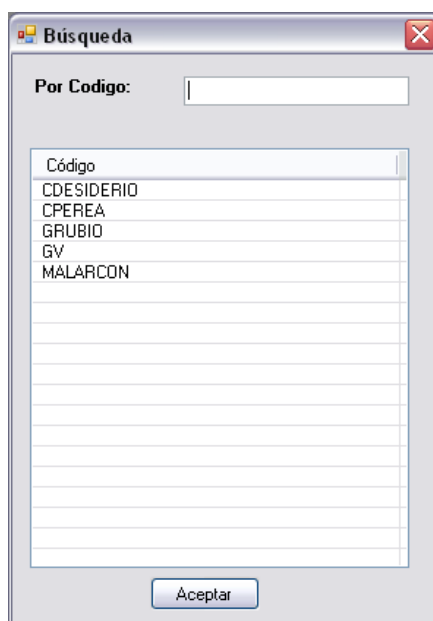 Búsqueda
Por Codigo:
Código
CDESIDERIO
CPEREA
GRUBIO
GV
MALARCON
Aceptar